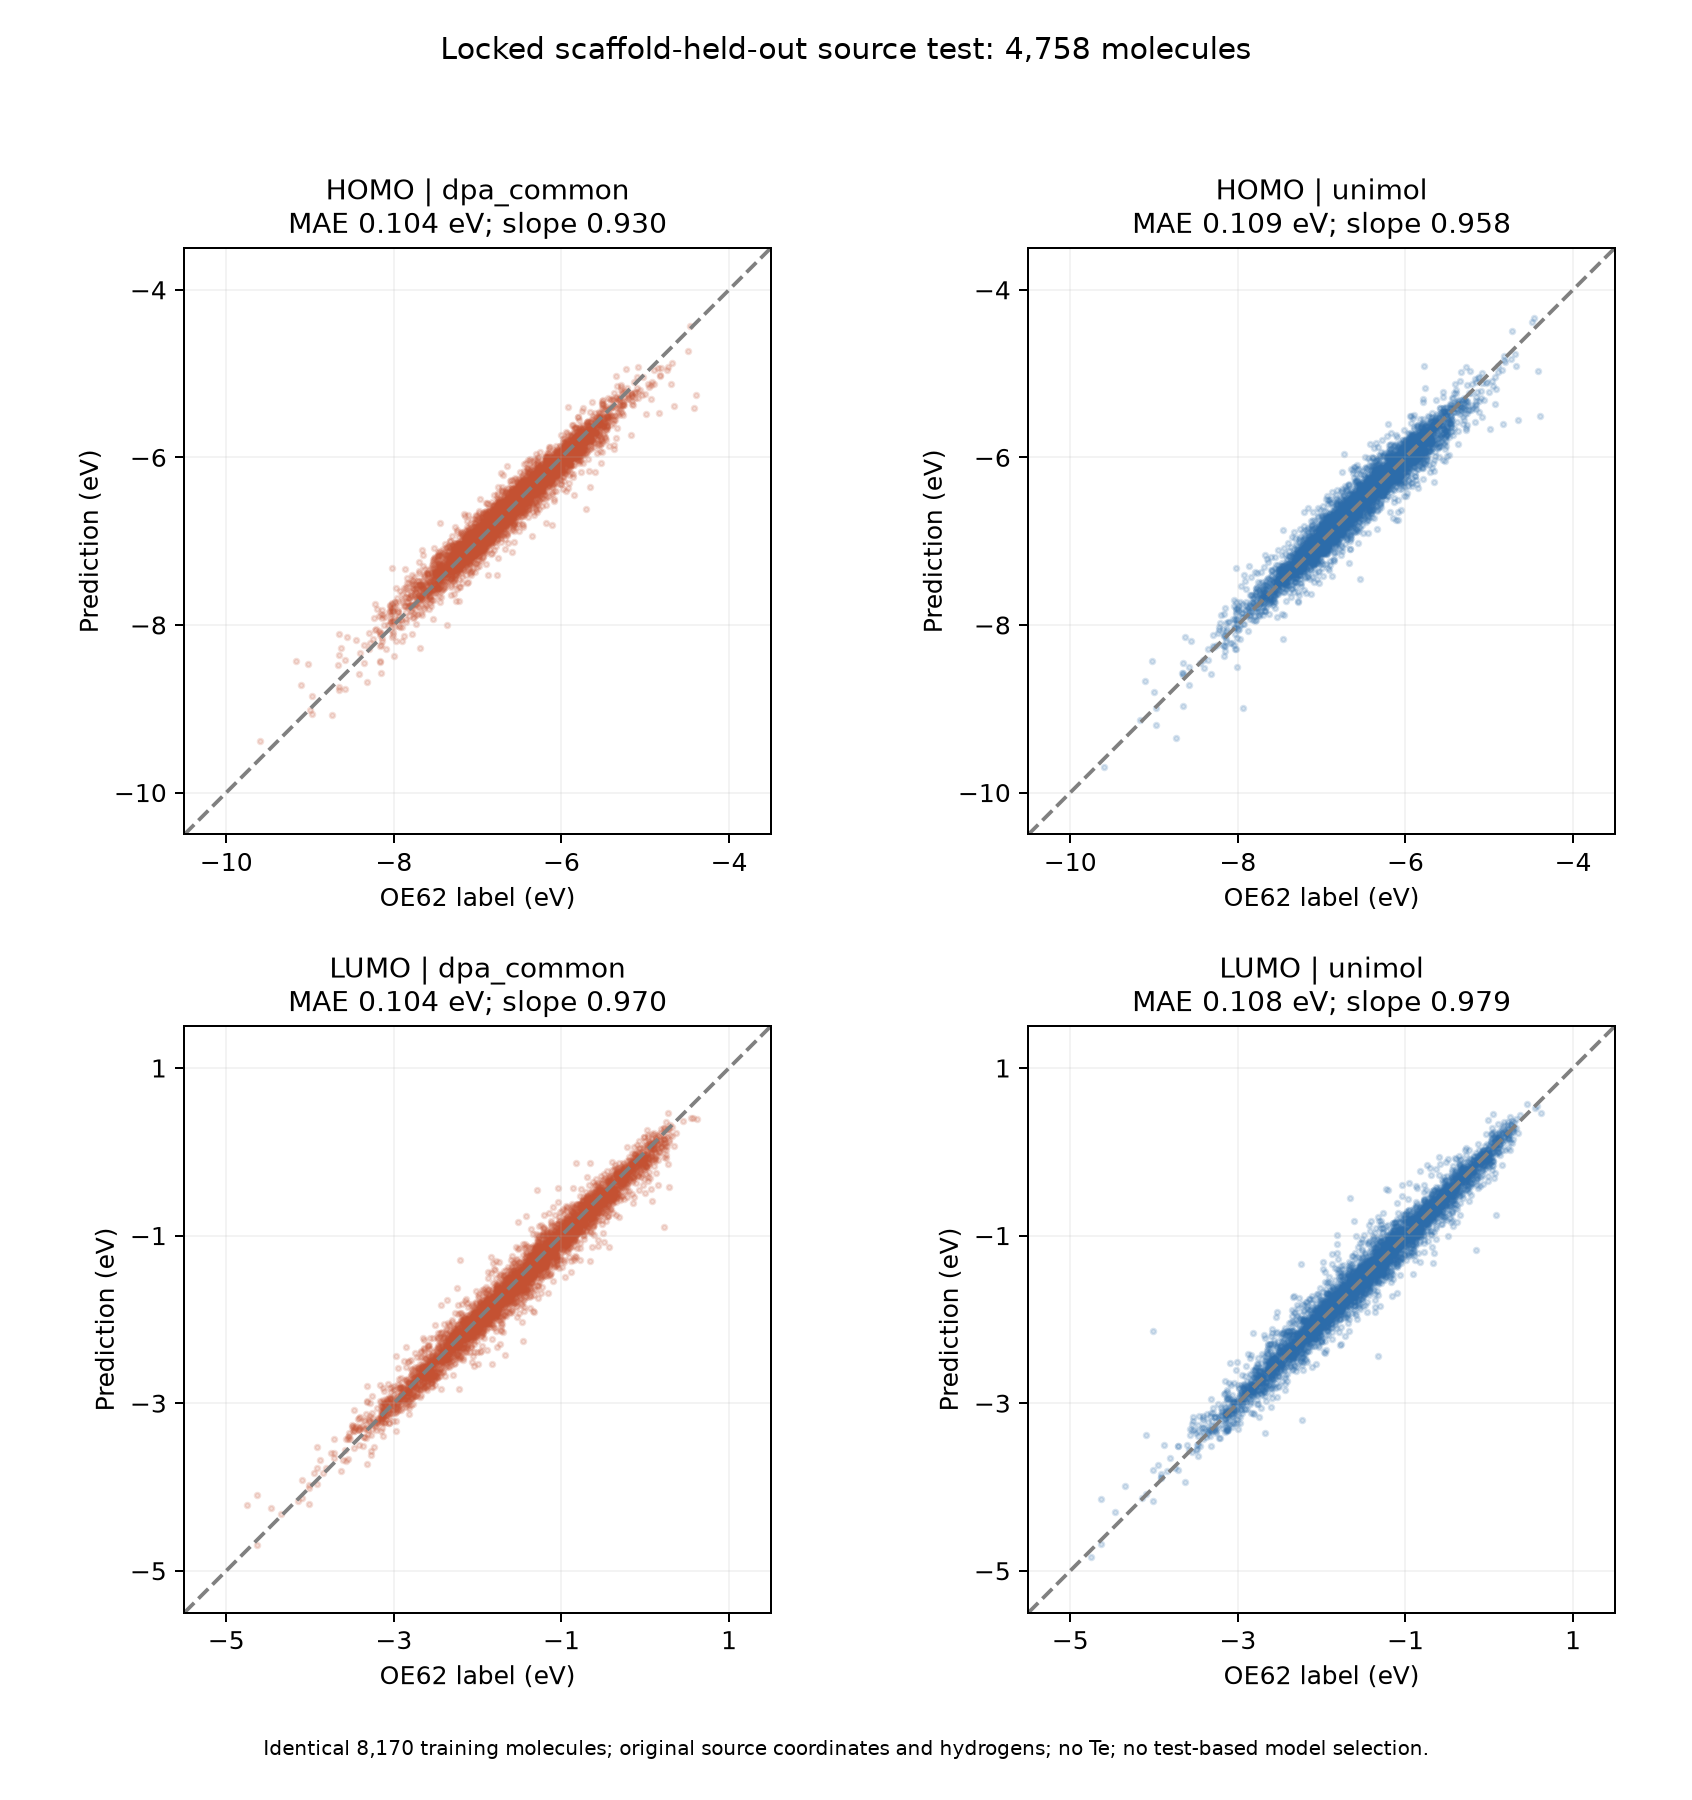 Locked scaffold-held-out source test: 4,758 molecules
HOMO | dpa_common
MAE 0.104 eV; slope 0.930
−4
−6
−8
−10
Prediction (eV)
−10 −8 −6 −4
OE62 label (eV)
HOMO | unimol
MAE 0.109 eV; slope 0.958
−4
−6
−8
−10
Prediction (eV)
−10 −8 −6 −4
OE62 label (eV)
LUMO | dpa_common
MAE 0.104 eV; slope 0.970
1
−1
−3
−5
Prediction (eV)
−5 −3 −1 1
OE62 label (eV)
LUMO | unimol
MAE 0.108 eV; slope 0.979
1
−1
−3
−5
Prediction (eV)
−5 −3 −1 1
OE62 label (eV)
Identical 8,170 training molecules; original source coordinates and hydrogens; no Te; no test-based model selection.